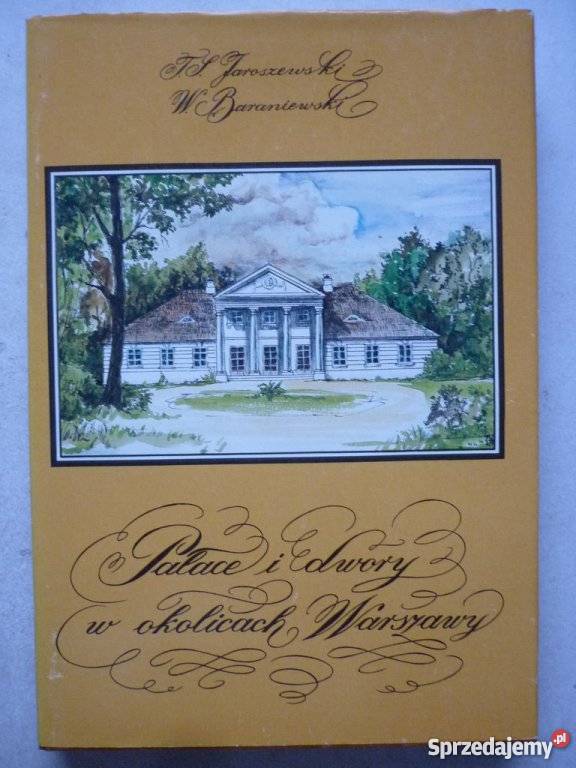 T.S. Jaroszewski
W. Baraniewski
Pałace i dwory
w okolicach Warszawy
Sprzedajemy.pl